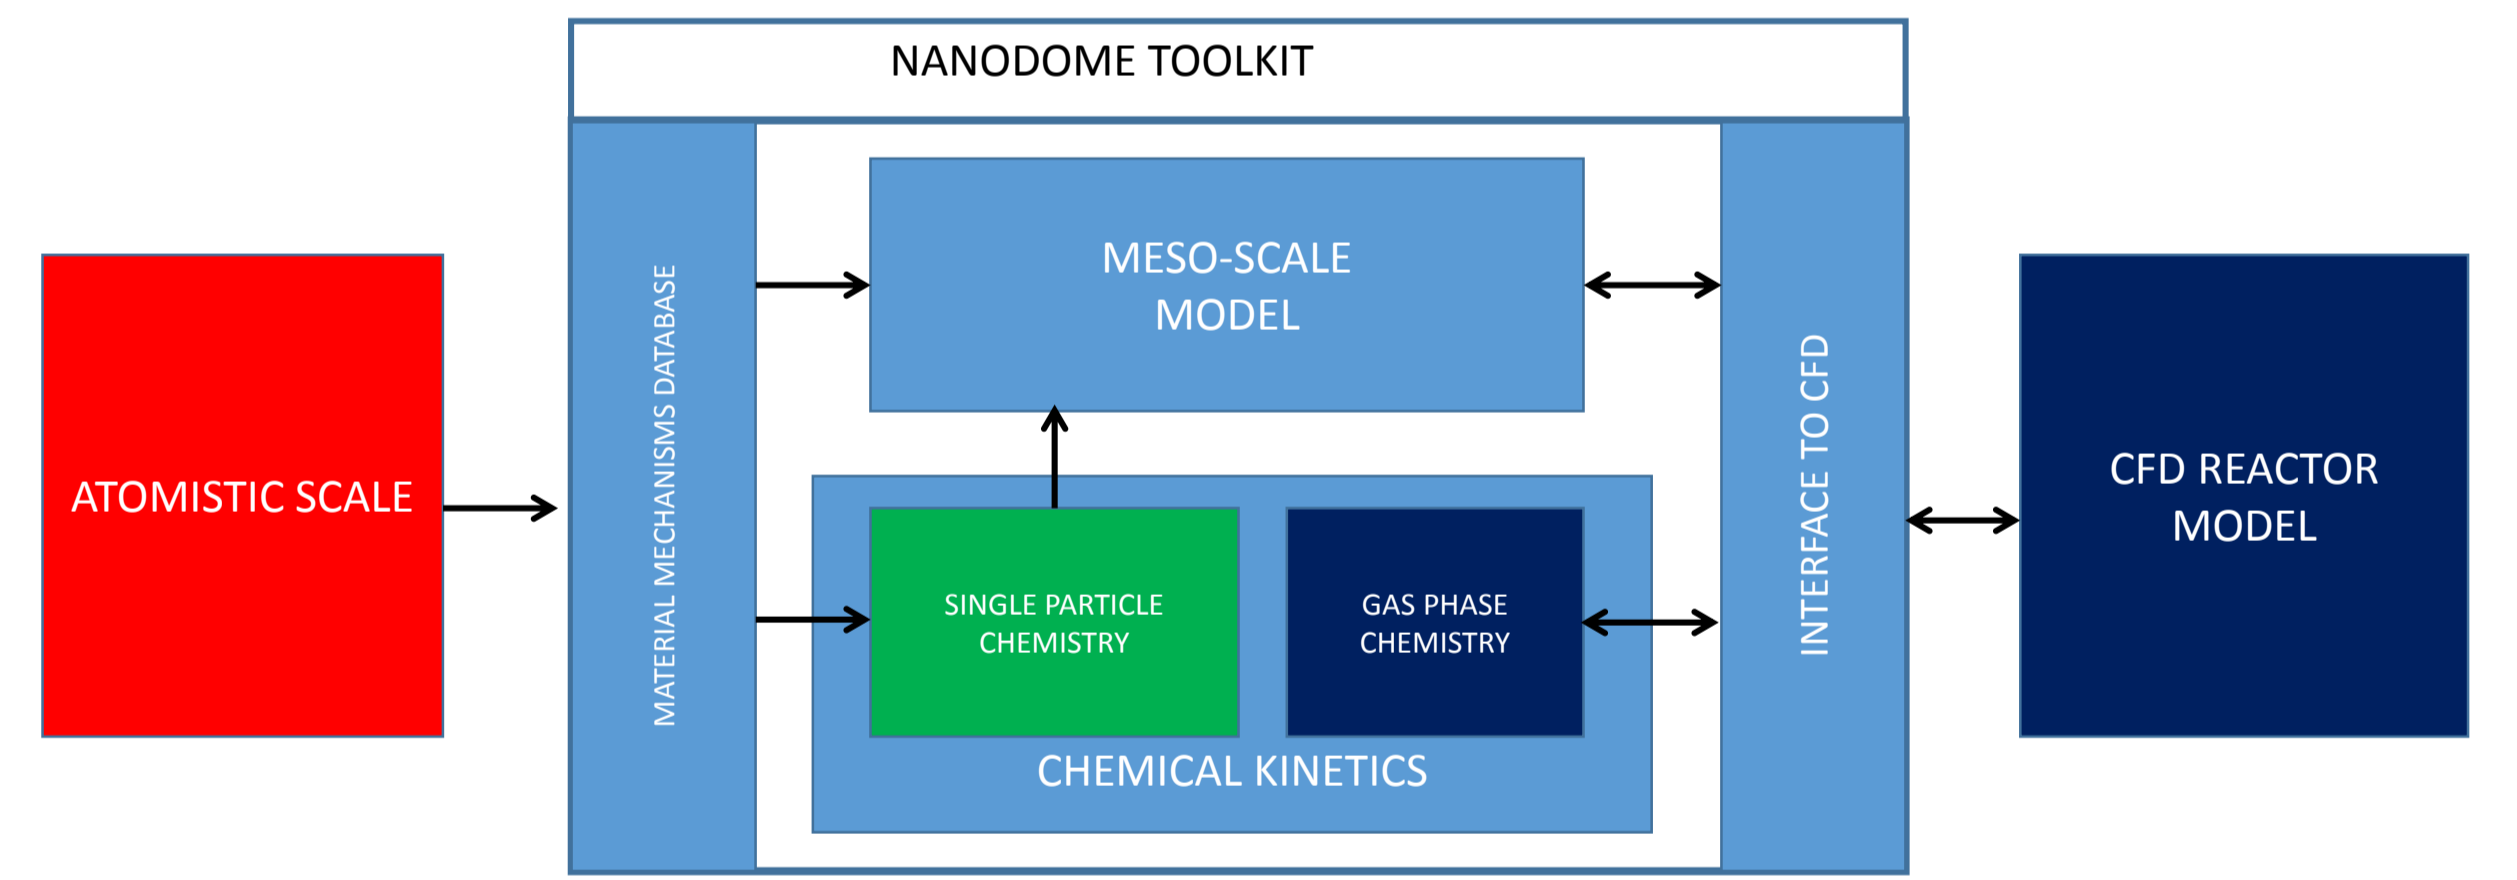 NANODOME TOOLKIT
ATOMISTIC SCALE
MATERIAL MECHANISMS DATABASE
MESO-SCALE
MODEL
SINGLE PARTICLE
CHEMISTRY
GAS PHASE
CHEMISTRY
CHEMICAL KINETICS
INTERFACE TO CFD
CFD REACTOR
MODEL